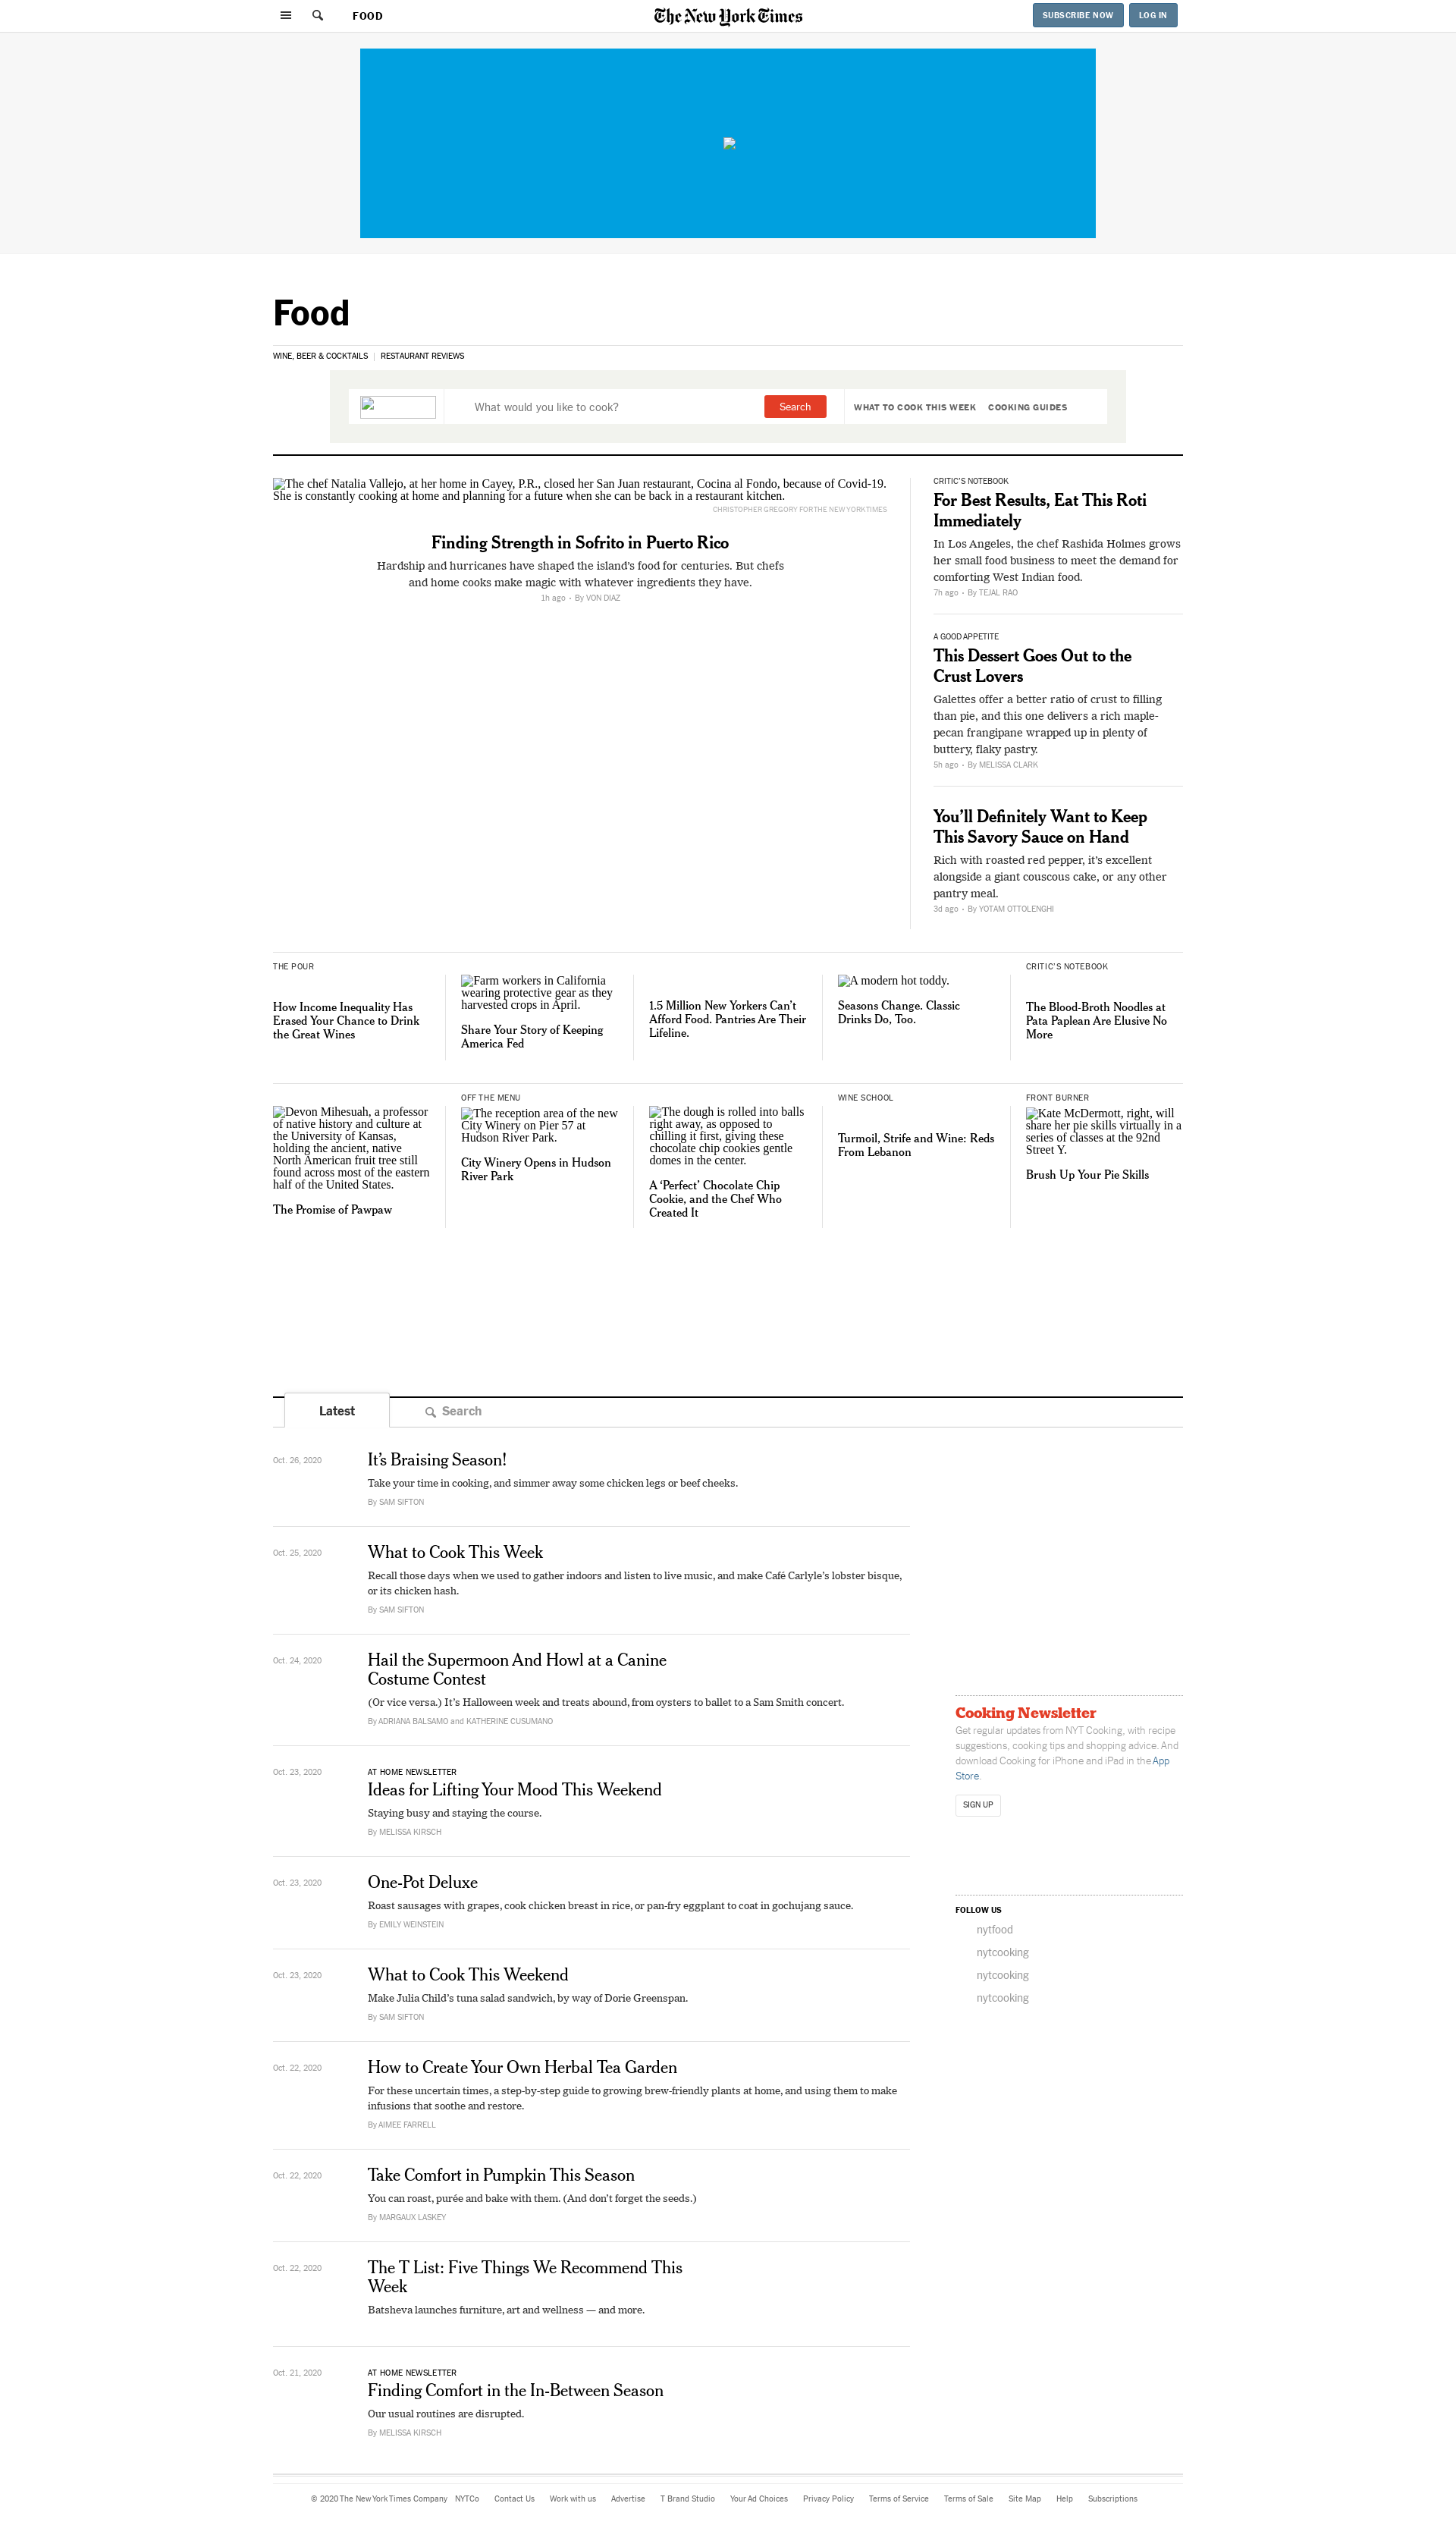 FOOD
The New York Times
SUBSCRIBE NOW
LOG IN
Food
WINE, BEER & COCKTAILS | RESTAURANT REVIEWS
What would you like to cook?
Search
WHAT TO COOK THIS WEEK
COOKING GUIDES
The chef Natalia Vallejo, at her home in Cayey, P.R., closed her San Juan restaurant, Cocina al Fondo, because of Covid-19.
She is constantly cooking at home and planning for a future when she can be back in a restaurant kitchen.
CHRISTOPHER GREGORY FOR THE NEW YORK TIMES
Finding Strength in Sofrito in Puerto Rico
Hardship and hurricanes have shaped the island's food for centuries. But chefs
and home cooks make magic with whatever ingredients they have.
1h ago • By VON DIAZ
CRITIC'S NOTEBOOK
For Best Results, Eat This Roti
Immediately
In Los Angeles, the chef Rashida Holmes grows
her small food business to meet the demand for
comforting West Indian food.
7h ago • By TEJAL RAO
A GOOD APPETITE
This Dessert Goes Out to the
Crust Lovers
Galettes offer a better ratio of crust to filling
than pie, and this one delivers a rich maple-
pecan frangipane wrapped up in plenty of
buttery, flaky pastry.
5h ago • By MELISSA CLARK
You'll Definitely Want to Keep
This Savory Sauce on Hand
Rich with roasted red pepper, it's excellent
alongside a giant couscous cake, or any other
pantry meal.
3d ago • By YOTAM OTTOLENGHI
THE POUR
How Income Inequality Has
Erased Your Chance to Drink
the Great Wines
Farm workers in California
wearing protective gear as they
harvested crops in April.
Share Your Story of Keeping
America Fed
1.5 Million New Yorkers Can't
Afford Food. Pantries Are Their
Lifeline.
A modern hot toddy.
Seasons Change. Classic
Drinks Do, Too.
CRITIC'S NOTEBOOK
The Blood-Broth Noodles at
Pata Paplean Are Elusive No
More
Devon Mihesuah, a professor
of native history and culture at
the University of Kansas,
holding the ancient, native
North American fruit tree still
found across most of the eastern
half of the United States.
The Promise of Pawpaw
OFF THE MENU
The reception area of the new
City Winery on Pier 57 at
Hudson River Park.
City Winery Opens in Hudson
River Park
The dough is rolled into balls
right away, as opposed to
chilling it first, giving these
chocolate chip cookies gentle
domes in the center.
A 'Perfect' Chocolate Chip
Cookie, and the Chef Who
Created It
WINE SCHOOL
Turmoil, Strife and Wine: Reds
From Lebanon
FRONT BURNER
Kate McDermott, right, will
share her pie skills virtually in a
series of classes at the 92nd
Street Y.
Brush Up Your Pie Skills
Latest
Search
Oct. 26, 2020
It's Braising Season!
Take your time in cooking, and simmer away some chicken legs or beef cheeks.
By SAM SIFTON
Oct. 25, 2020
What to Cook This Week
Recall those days when we used to gather indoors and listen to live music, and make Café Carlyle's lobster bisque,
or its chicken hash.
By SAM SIFTON
Oct. 24, 2020
Hail the Supermoon And Howl at a Canine
Costume Contest
(Or vice versa.) It's Halloween week and treats abound, from oysters to ballet to a Sam Smith concert.
By ADRIANA BALSAMO and KATHERINE CUSUMANO
Oct. 23, 2020
AT HOME NEWSLETTER
Ideas for Lifting Your Mood This Weekend
Staying busy and staying the course.
By MELISSA KIRSCH
Oct. 23, 2020
One-Pot Deluxe
Roast sausages with grapes, cook chicken breast in rice, or pan-fry eggplant to coat in gochujang sauce.
By EMILY WEINSTEIN
Oct. 23, 2020
What to Cook This Weekend
Make Julia Child's tuna salad sandwich, by way of Dorie Greenspan.
By SAM SIFTON
Oct. 22, 2020
How to Create Your Own Herbal Tea Garden
For these uncertain times, a step-by-step guide to growing brew-friendly plants at home, and using them to make
infusions that soothe and restore.
By AIMEE FARRELL
Oct. 22, 2020
Take Comfort in Pumpkin This Season
You can roast, purée and bake with them. (And don't forget the seeds.)
By MARGAUX LASKEY
Oct. 22, 2020
The T List: Five Things We Recommend This
Week
Batsheva launches furniture, art and wellness — and more.
Oct. 21, 2020
AT HOME NEWSLETTER
Finding Comfort in the In-Between Season
Our usual routines are disrupted.
By MELISSA KIRSCH
Cooking Newsletter
Get regular updates from NYT Cooking, with recipe
suggestions, cooking tips and shopping advice. And
download Cooking for iPhone and iPad in the App
Store.
SIGN UP
FOLLOW US
nytfood
nytcooking
nytcooking
nytcooking
© 2020 The New York Times Company NYTCo Contact Us Work with us Advertise T Brand Studio Your Ad Choices Privacy Policy Terms of Service Terms of Sale Site Map Help Subscriptions